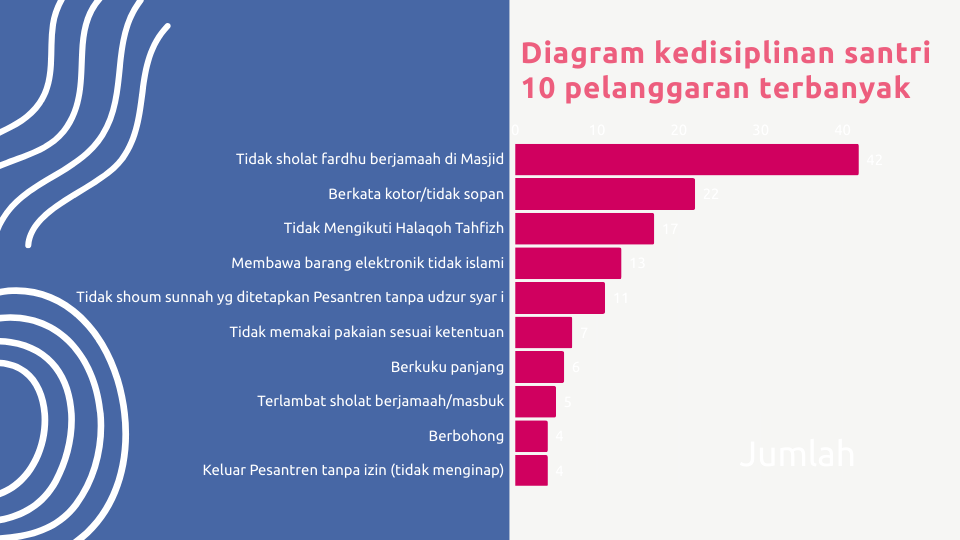 Diagram kedisiplinan santri
10 pelanggaran terbanyak
0 10 20 30 40
Tidak sholat fardhu berjamaah di Masjid 42
Berkata kotor/tidak sopan 22
Tidak Mengikuti Halaqoh Tahfizh 17
Membawa barang elektronik tidak islami 13
Tidak shoum sunnah yg ditetapkan Pesantren tanpa udzur syar i 11
Tidak memakai pakaian sesuai ketentuan 7
Berkuku panjang 6
Terlambat sholat berjamaah/masbuk 5
Berbohong 4
Keluar Pesantren tanpa izin (tidak menginap) 4
Jumlah